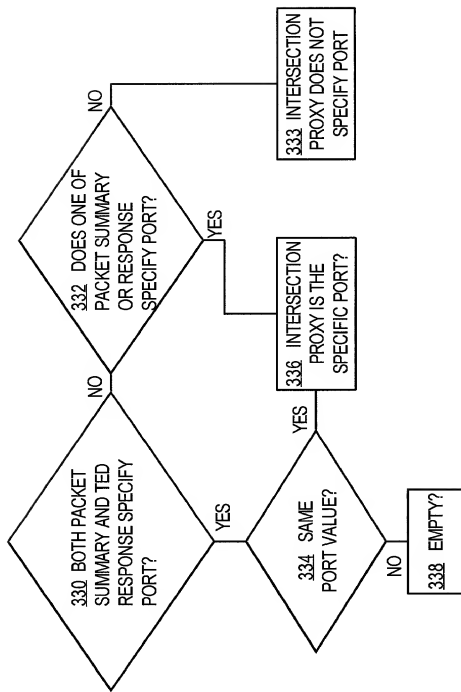 330 BOTH PACKET
SUMMARY AND TED
RESPONSE SPECIFY
PORT?
NO
YES
332 DOES ONE OF
PACKET SUMMARY
OR RESPONSE
SPECIFY PORT?
NO
YES
333 INTERSECTION
PROXY DOES NOT
SPECIFY PORT
334 SAME
PORT VALUE?
YES
NO
336 INTERSECTION
PROXY IS THE
SPECIFIC PORT?
338 EMPTY?